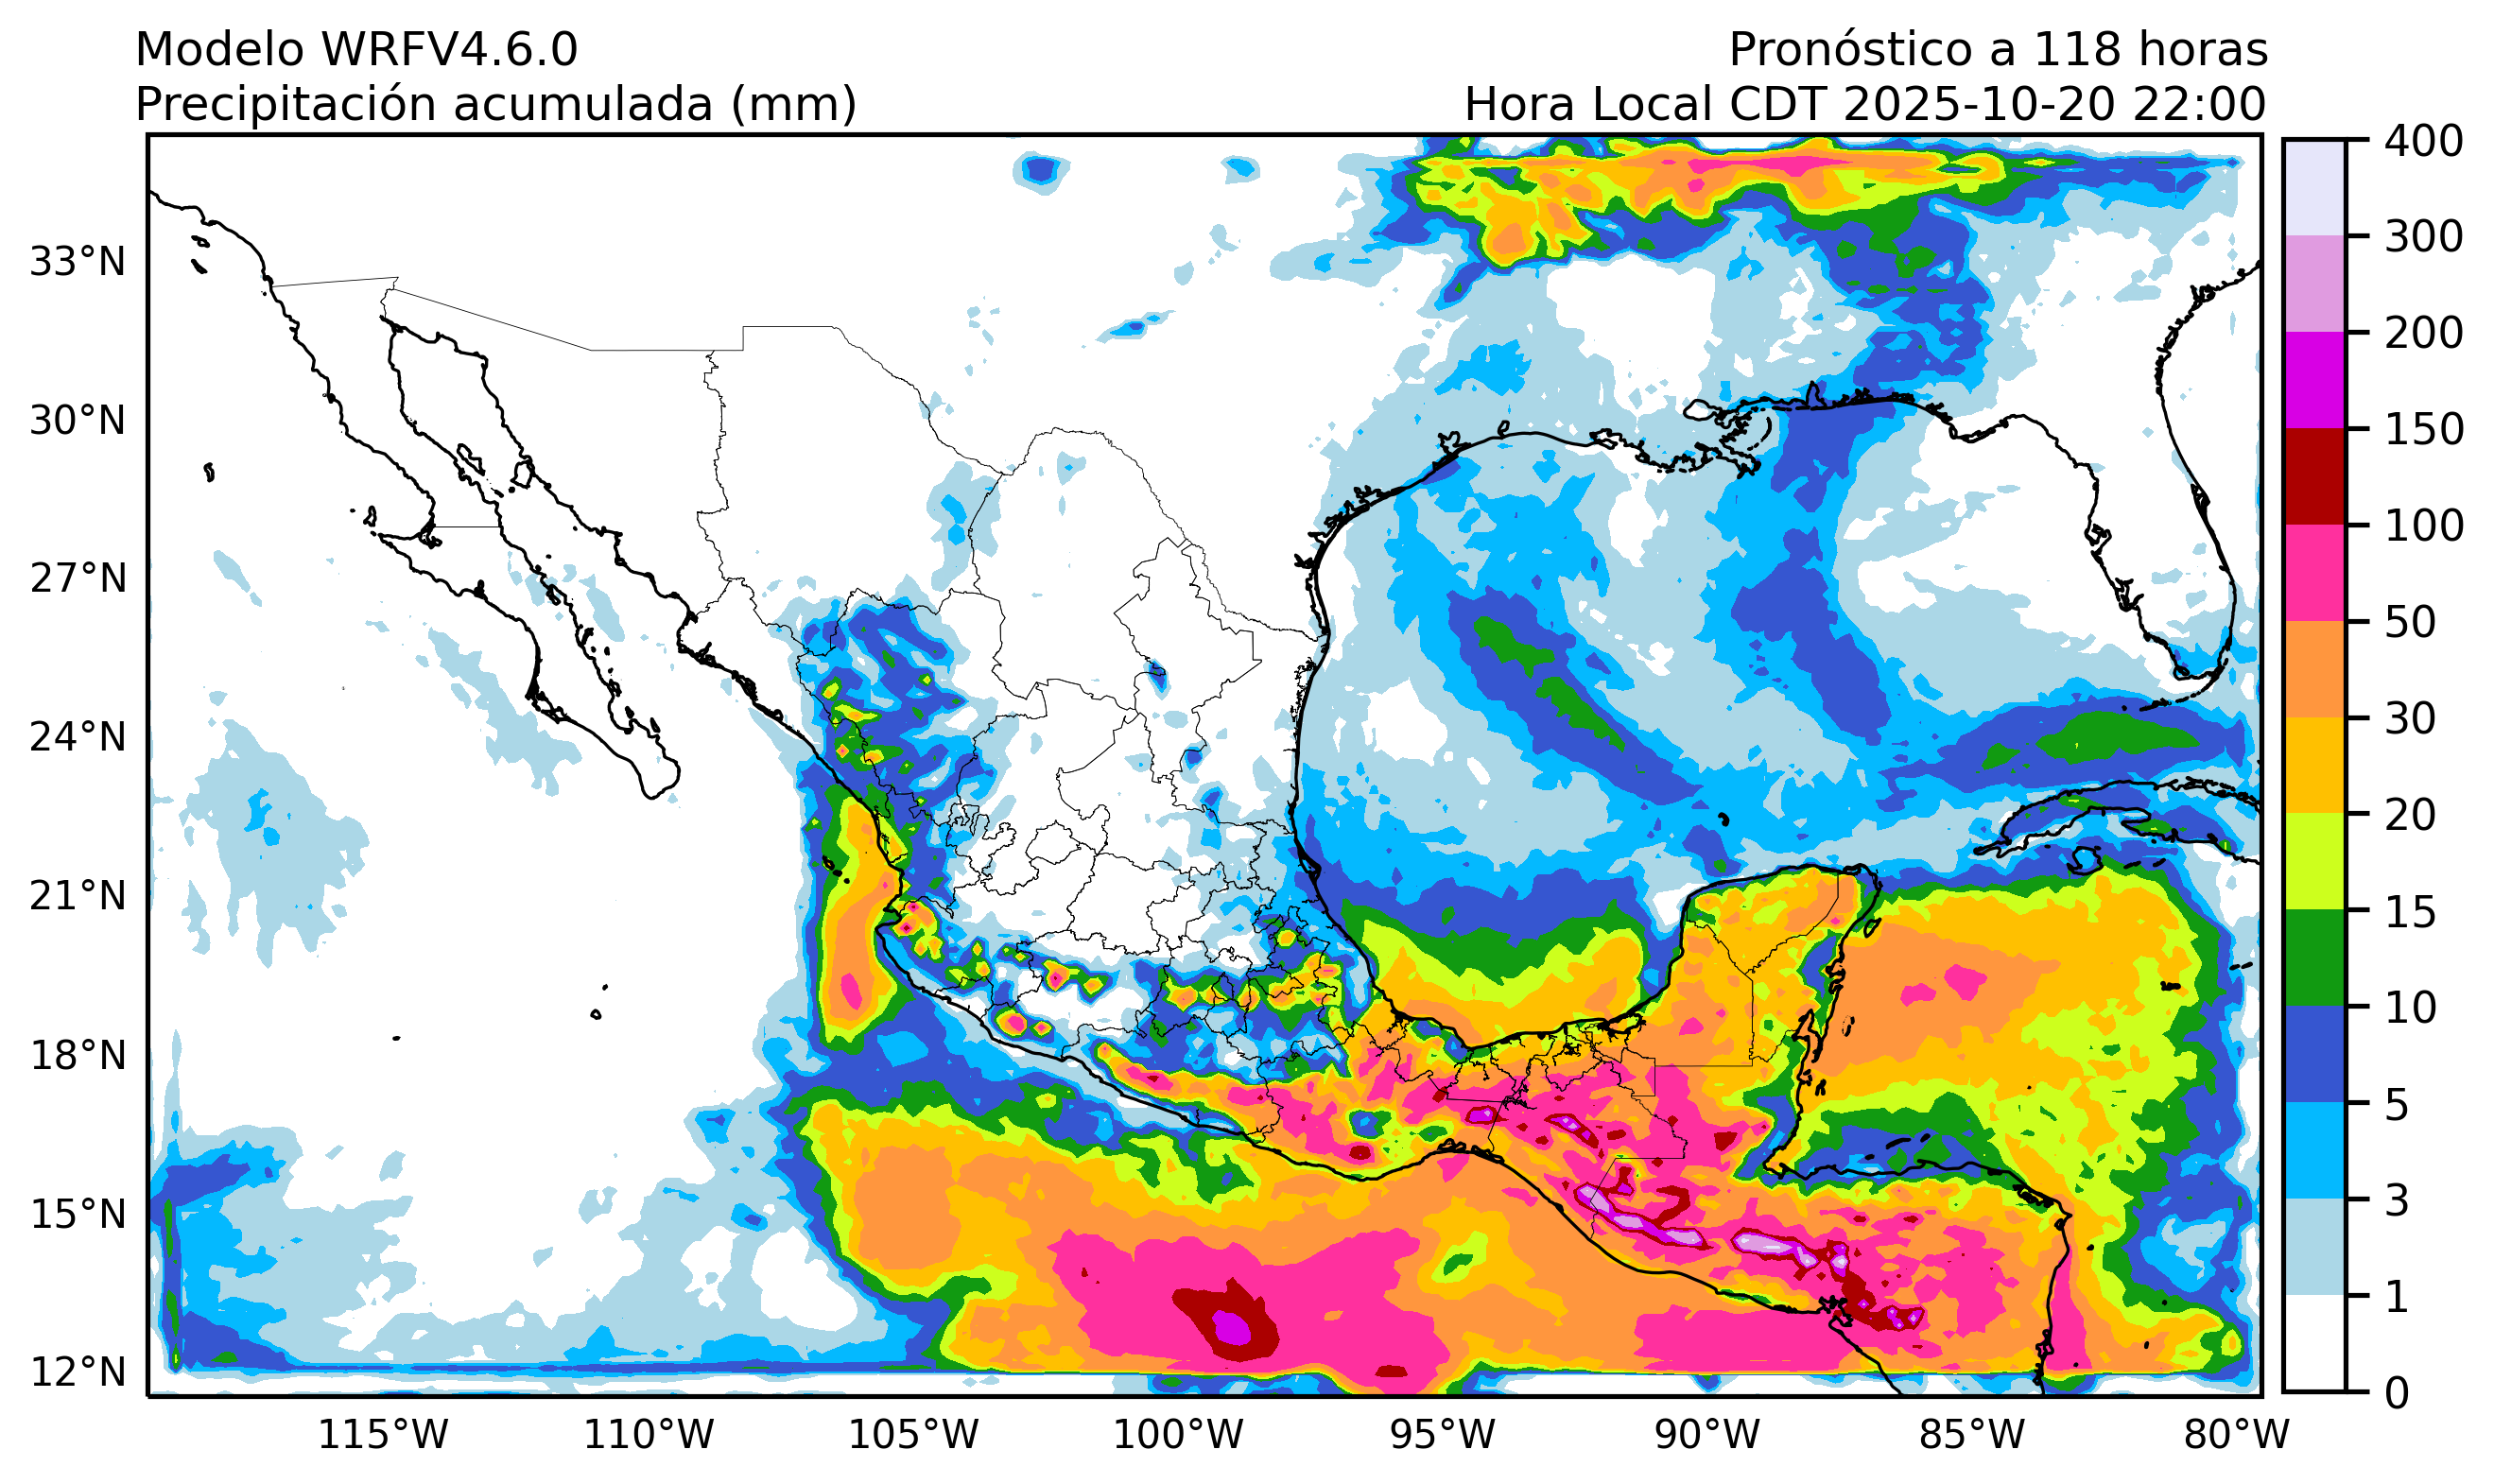 Modelo WRFV4.6.0
Pronóstico a 118 horas
Precipitación acumulada (mm)
Hora Local CDT 2025-10-20 22:00
33°N
30°N
27°N
24°N
21°N
18°N
15°N
12°N
115°W
110°W
105°W
100°W
95°W
90°W
85°W
80°W
400
300
200
150
100
50
30
20
15
10
5
3
1
0